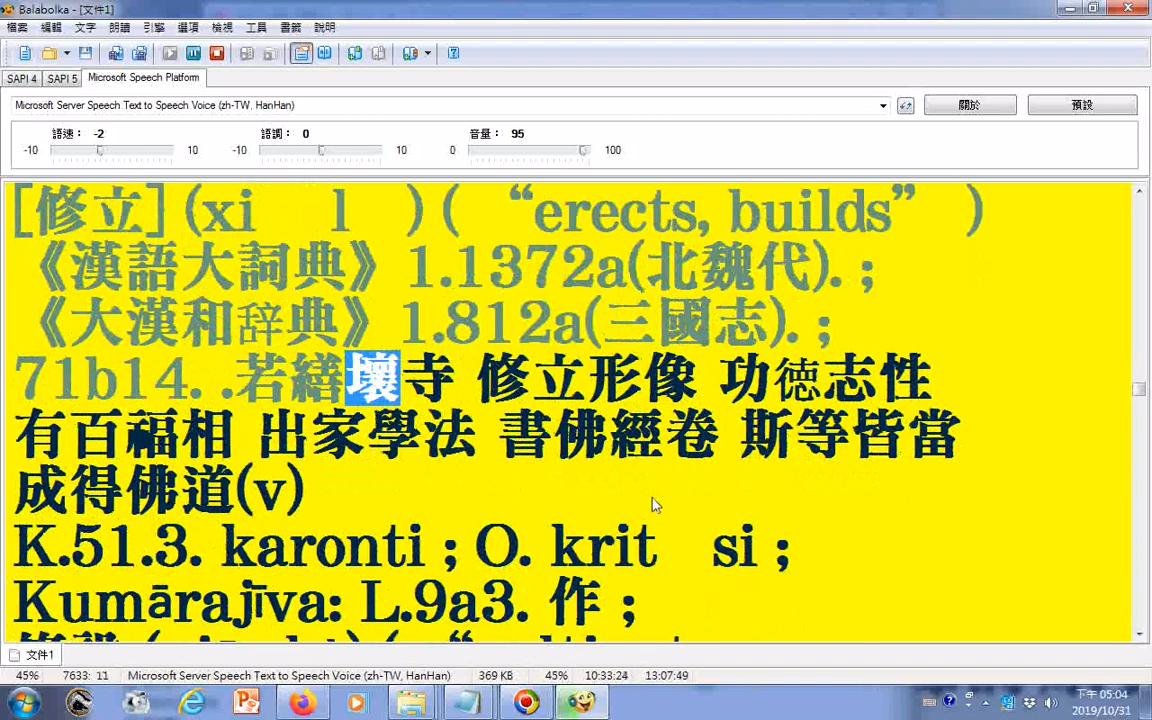 Balabolka - [文件1]
檔案 編輯 文字 朗讀 引擎 選項 檢視 工具 書籤 說明
SAPI 4 SAPI 5 Microsoft Speech Platform
Microsoft Server Speech Text to Speech Voice (zh-TW, HanHan) 關於 預設
語速： -2 語調： 0 音量： 95
-10 10 -10 10 0 100
[修立] (xi l ) ( “erects, builds” )
《漢語大詞典》 1.1372a(北魏代). ;
《大漢和辞典》 1.812a(三國志). ;
71b14. .若繕壞寺 修立形像 功徳志性
有百福相 出家學法 書佛經卷 斯等皆當
成得佛道(v)
K.51.3. karonti ; O. krit si ;
Kumārajīva: L.9a3. 作 ;
文件1
45% 7633: 11 Microsoft Server Speech Text to Speech Voice (zh-TW, HanHan) 369 KB 45% 10:33:24 13:07:49
下午 05:04
2019/10/31